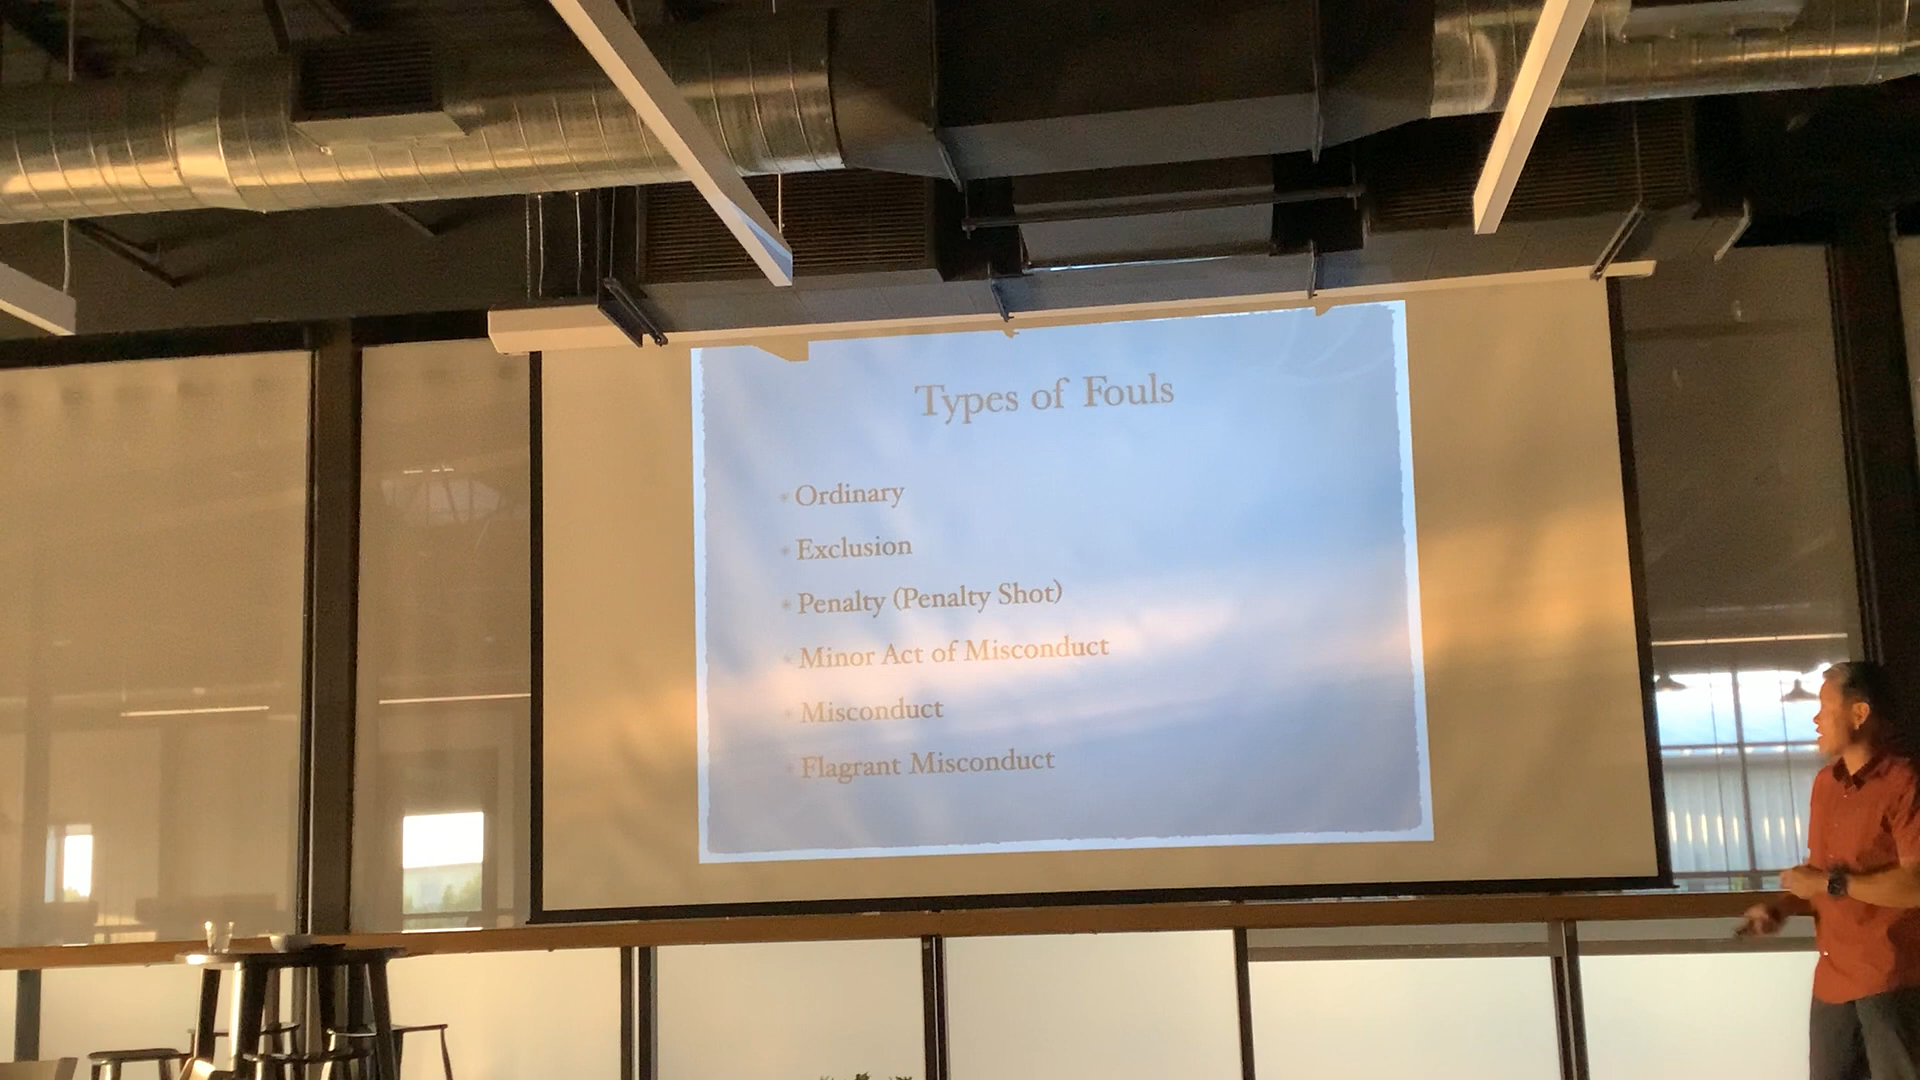 Types of Fouls
Ordinary
Exclusion
Penalty (Penalty Shot)
Minor Act of Misconduct
Misconduct
Flagrant Misconduct